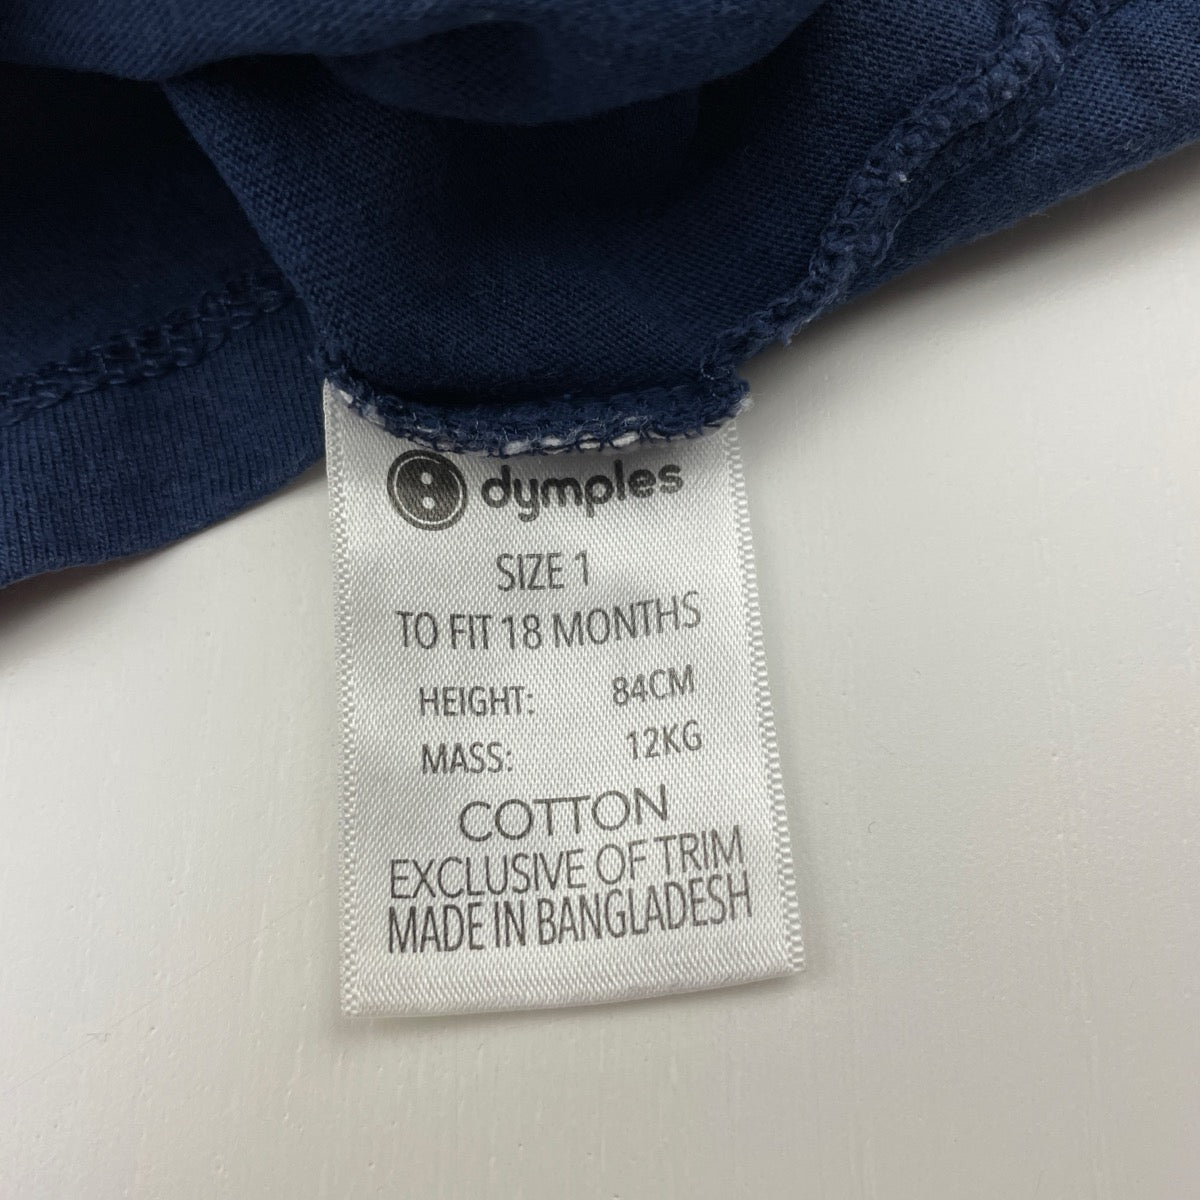 dymples
SIZE 1
TO FIT 18 MONTHS
HEIGHT: 84CM
MASS: 12KG
COTTON
EXCLUSIVE OF TRIM
MADE IN BANGLADESH